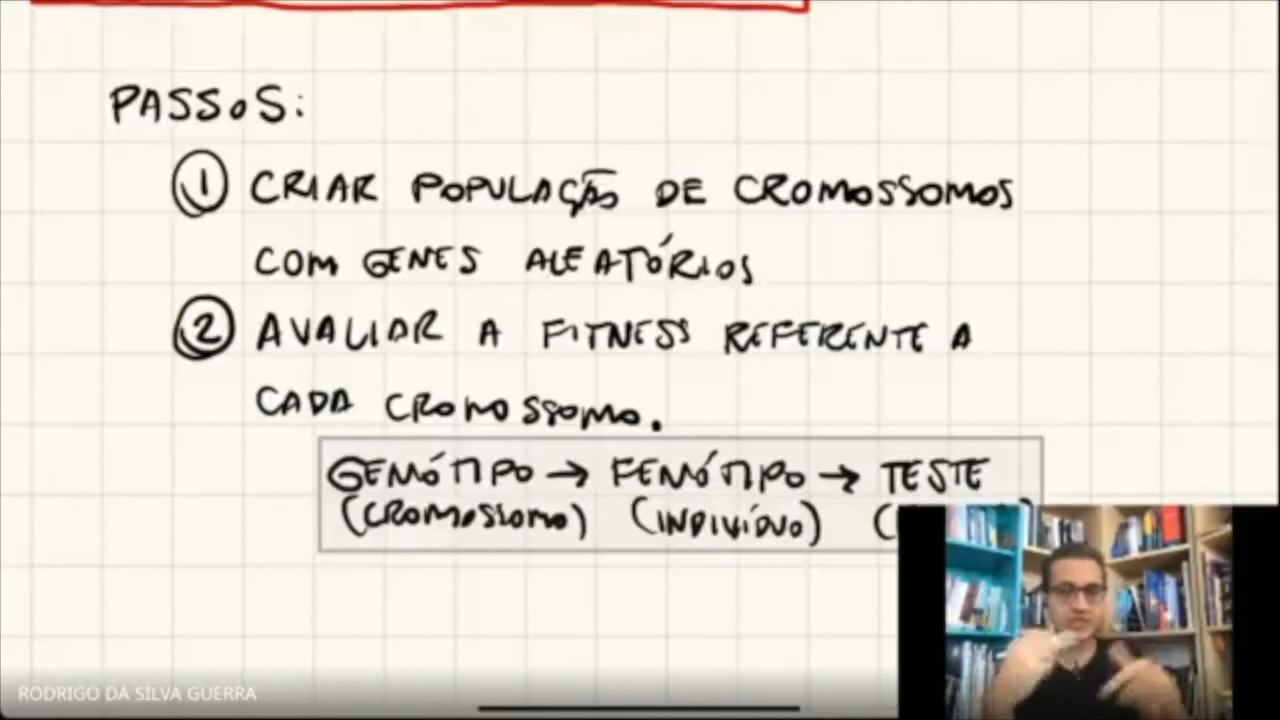 PASSOS:
① CRIAR POPULAÇÃO DE CROMOSSOMOS
COM GENES ALEATÓRIOS
② AVALIAR A FITNESS REFERENTE A
CADA CROMOSSOMO.
GENÓTIPO → FENÓTIPO → TESTE
(CROMOSSOMO) (INDIVÍDUO) (
RODRIGO DA SILVA GUERRA